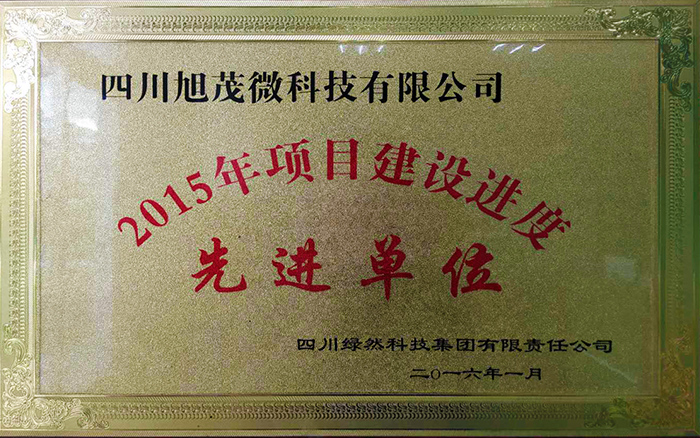 四川旭茂微科技有限公司
2015年项目建设进度
先进单位
四川绿然科技集团有限责任公司
二〇一六年一月